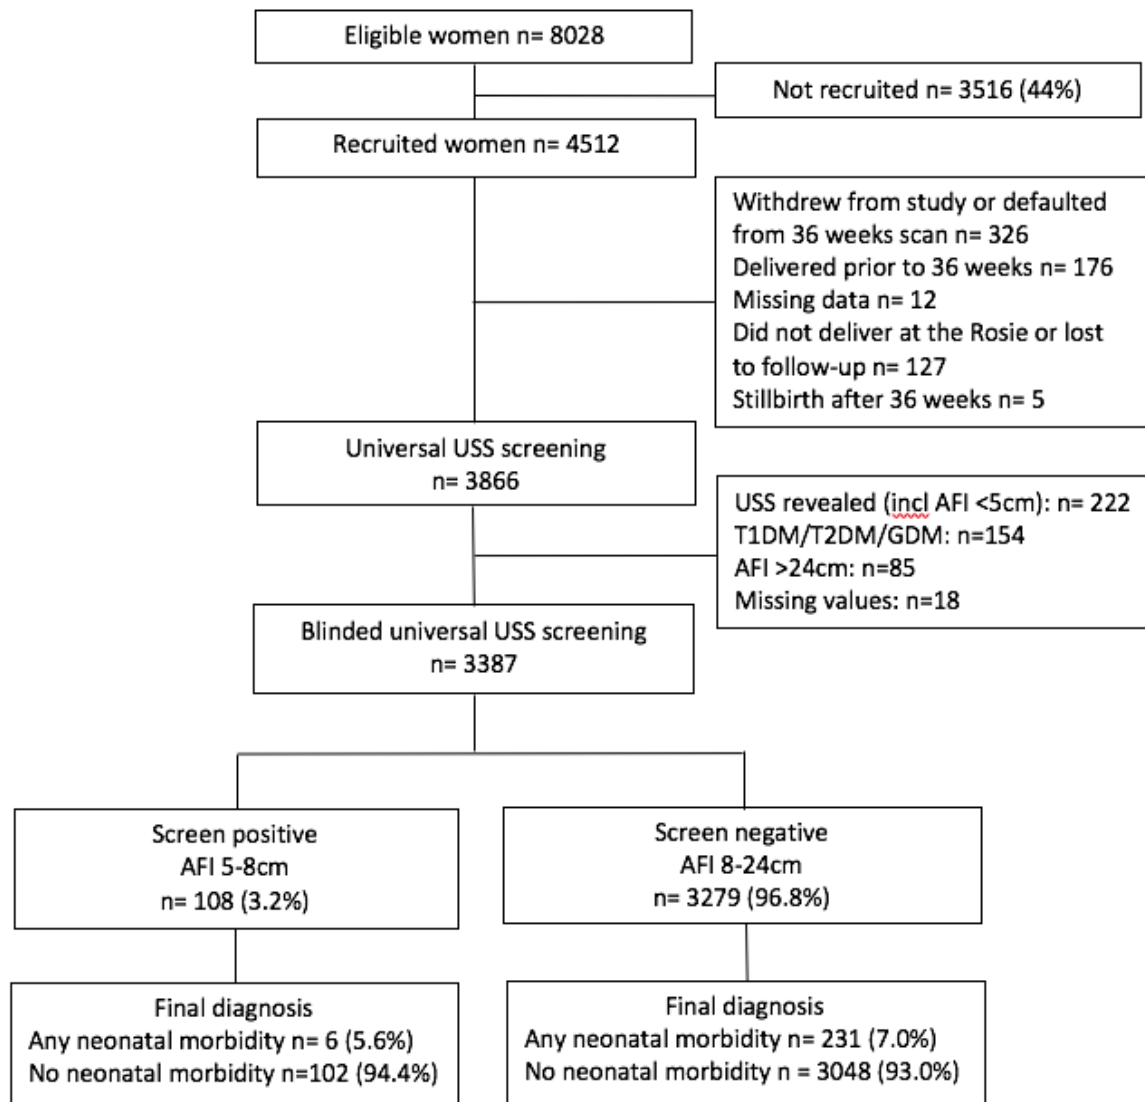 Eligible women n= 8028
Not recruited n= 3516 (44%)
Recruited women n= 4512
Withdrew from study or defaulted
from 36 weeks scan n= 326
Delivered prior to 36 weeks n= 176
Missing data n= 12
Did not deliver at the Rosie or lost
to follow-up n= 127
Stillbirth after 36 weeks n= 5
Universal USS screening
n= 3866
USS revealed (incl AFI <5cm): n= 222
T1DM/T2DM/GDM: n=154
AFI >24cm: n=85
Missing values: n=18
Blinded universal USS screening
n= 3387
Screen positive
AFI 5-8cm
n= 108 (3.2%)
Screen negative
AFI 8-24cm
n= 3279 (96.8%)
Final diagnosis
Any neonatal morbidity n= 6 (5.6%)
No neonatal morbidity n=102 (94.4%)
Final diagnosis
Any neonatal morbidity n= 231 (7.0%)
No neonatal morbidity n = 3048 (93.0%)